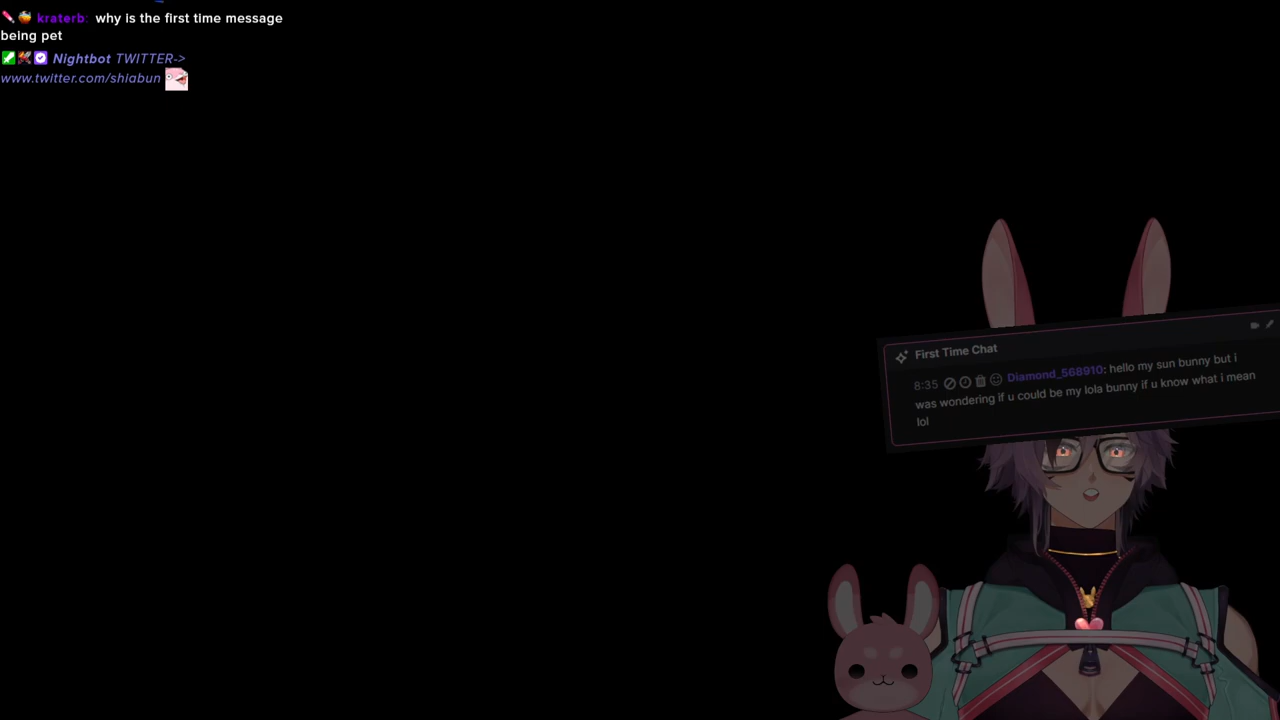 kraterb: why is the first time message
being pet
Nightbot TWITTER->
www.twitter.com/shiabun
First Time Chat
8:35 Diamond_568910: hello my sun bunny but i
was wondering if u could be my lola bunny if u know what i mean
lol